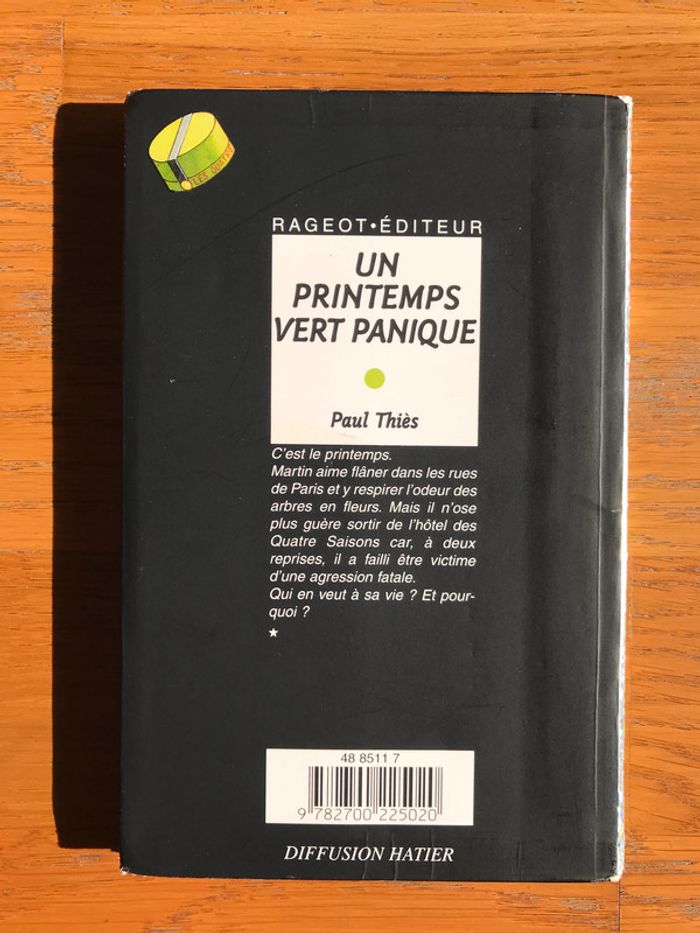 LES QUATRE
RAGEOT•ÉDITEUR
UN
PRINTEMPS
VERT PANIQUE
Paul Thiès
C'est le printemps.
Martin aime flâner dans les rues
de Paris et y respirer l'odeur des
arbres en fleurs. Mais il n'ose
plus guère sortir de l'hôtel des
Quatre Saisons car, à deux
reprises, il a failli être victime
d'une agression fatale.
Qui en veut à sa vie ? Et pour-
quoi ?
★
48 8511 7
9 782700 225020
DIFFUSION HATIER